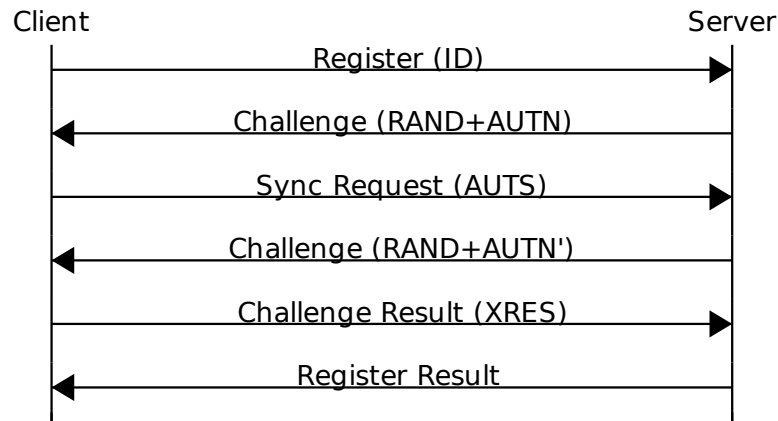 Client
Server
Register (ID)
Challenge (RAND+AUTN)
Sync Request (AUTS)
Challenge (RAND+AUTN')
Challenge Result (XRES)
Register Result